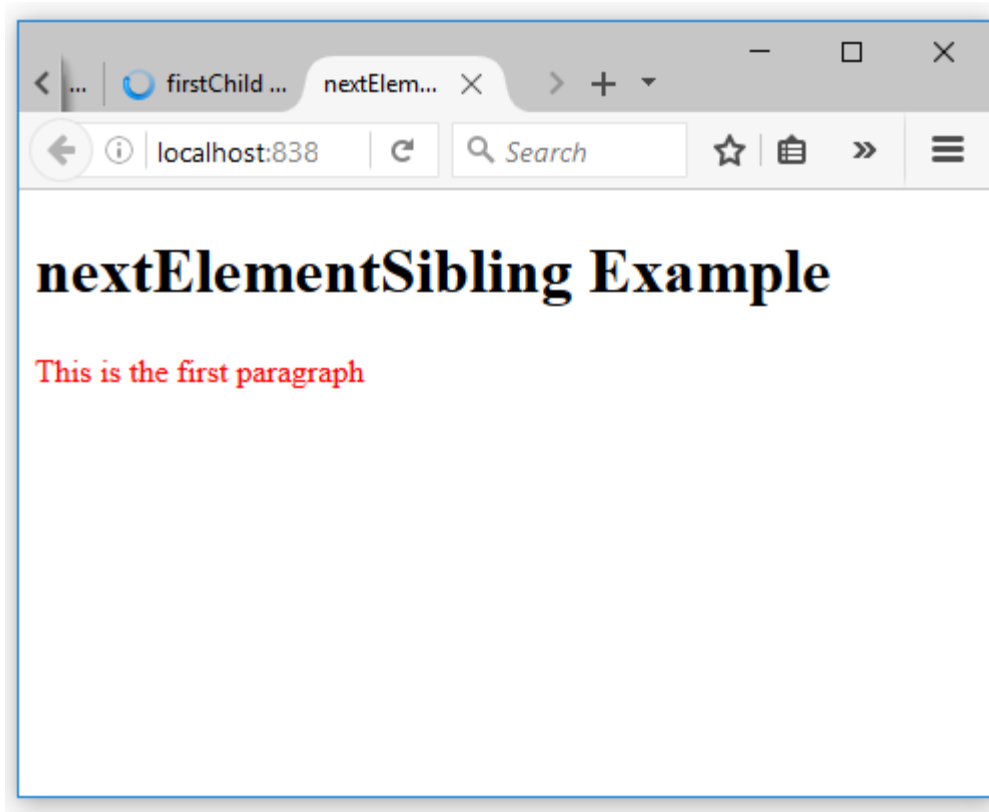 ... firstChild ... nextElem...
localhost:838 Search
nextElementSibling Example
This is the first paragraph